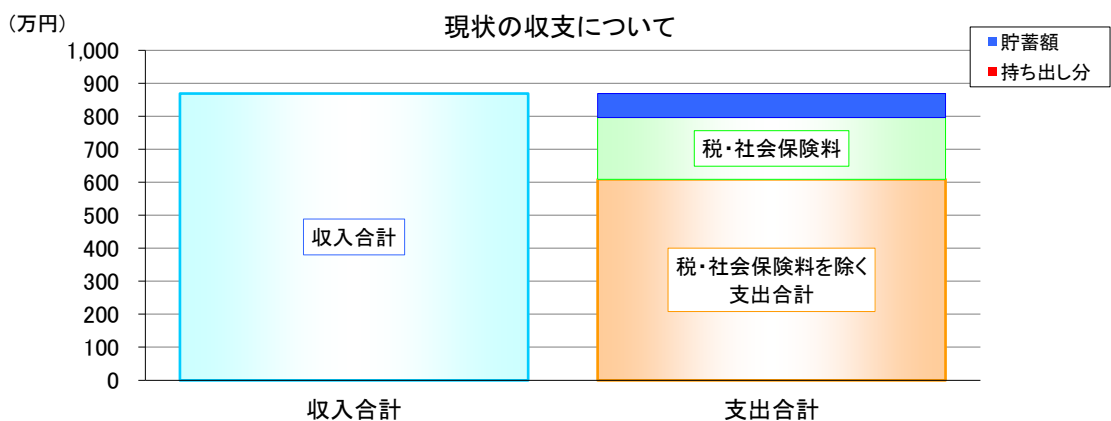 (万円)
現状の収支について
貯蓄額
持ち出し分
1,000
900
800
700
600
500
400
300
200
100
0
税・社会保険料
収入合計
税・社会保険料を除く
支出合計
収入合計
支出合計